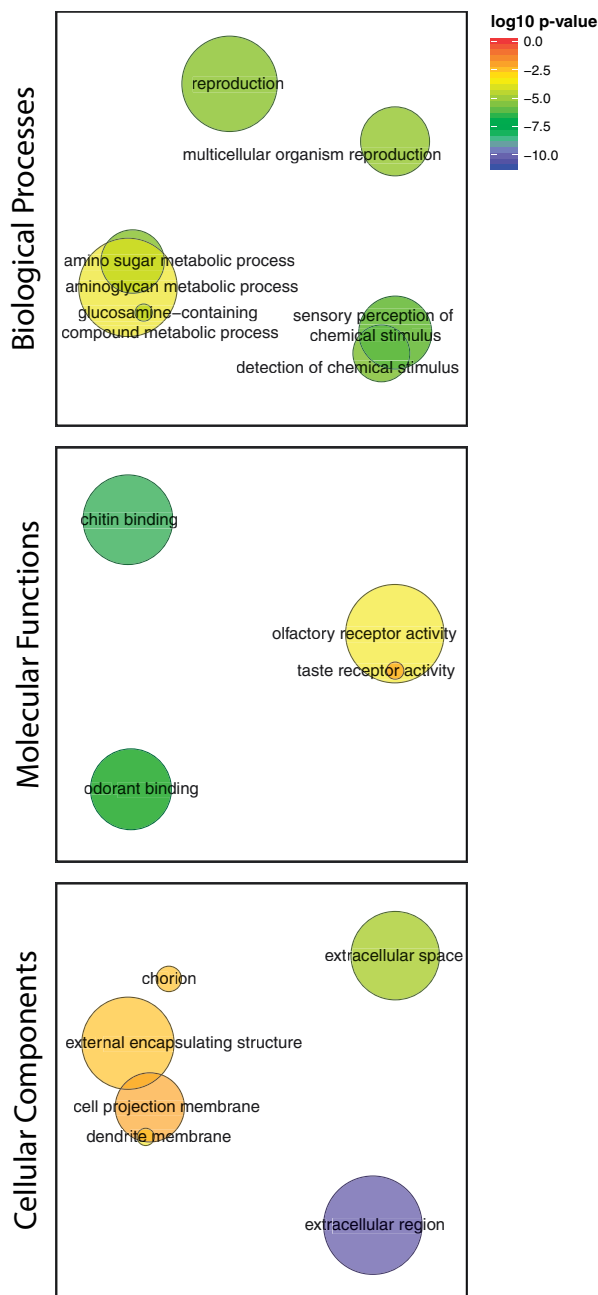 log10 p-value
0.0
−2.5
−5.0
−7.5
−10.0
Biological Processes
reproduction
multicellular organism reproduction
amino sugar metabolic process
aminoglycan metabolic process
glucosamine−containing
compound metabolic process
sensory perception of
chemical stimulus
detection of chemical stimulus
Molecular Functions
chitin binding
olfactory receptor activity
taste receptor activity
odorant binding
Cellular Components
extracellular space
chorion
external encapsulating structure
cell projection membrane
dendrite membrane
extracellular region